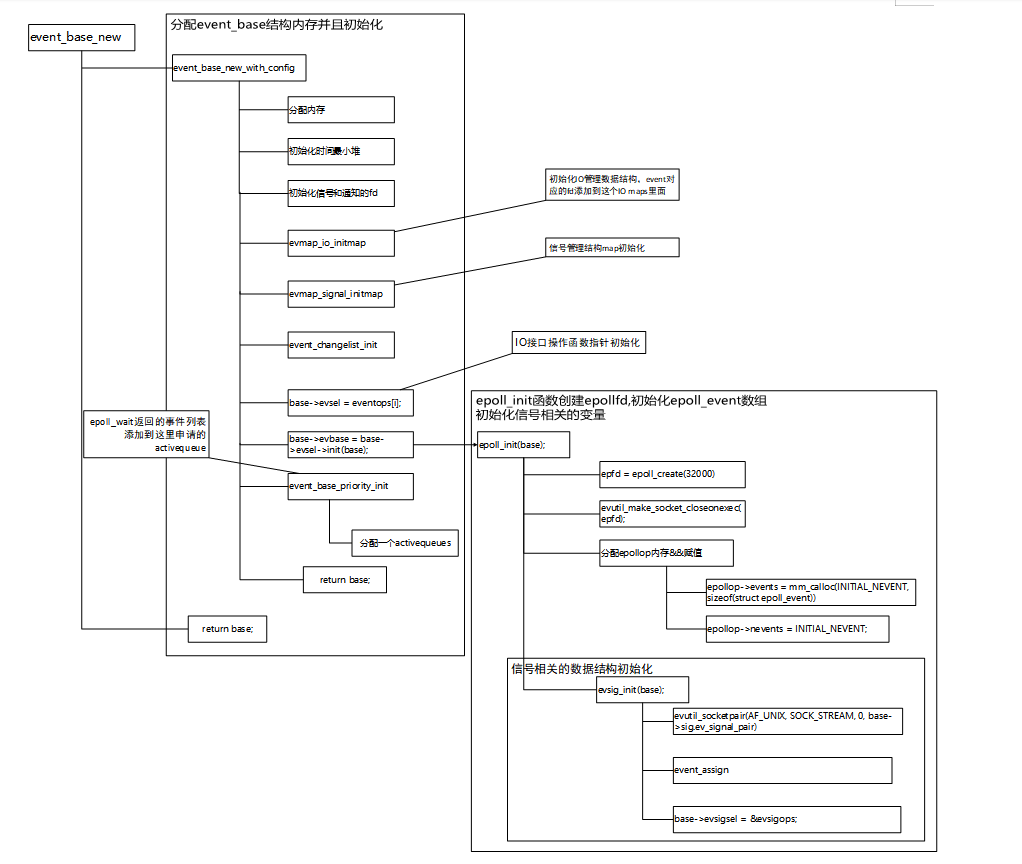 event_base_new
分配event_base结构内存并且初始化
event_base_new_with_config
分配内存
初始化时间最小堆
初始化信号和通知的fd
evmap_io_initmap
初始化IO管理数据结构，event对
应的fd添加到这个IO maps里面
evmap_signal_initmap
信号管理结构map初始化
event_changelist_init
IO接口操作函数指针初始化
base->evsel = eventops[i];
base->evbase = base-
>evsel->init(base);
epoll_wait返回的事件列表
添加到这里申请的
activequeue
event_base_priority_init
分配一个activequeues
return base;
return base;
epoll_init函数创建epollfd,初始化epoll_event数组
初始化信号相关的变量
epoll_init(base);
epfd = epoll_create(32000)
evutil_make_socket_closeonexec(
epfd);
分配epollop内存&&赋值
epollop->events = mm_calloc(INITIAL_NEVENT,
sizeof(struct epoll_event))
epollop->nevents = INITIAL_NEVENT;
信号相关的数据结构初始化
evsig_init(base);
evutil_socketpair(AF_UNIX, SOCK_STREAM, 0, base-
>sig.ev_signal_pair)
event_assign
base->evsigsel = &evsigops;